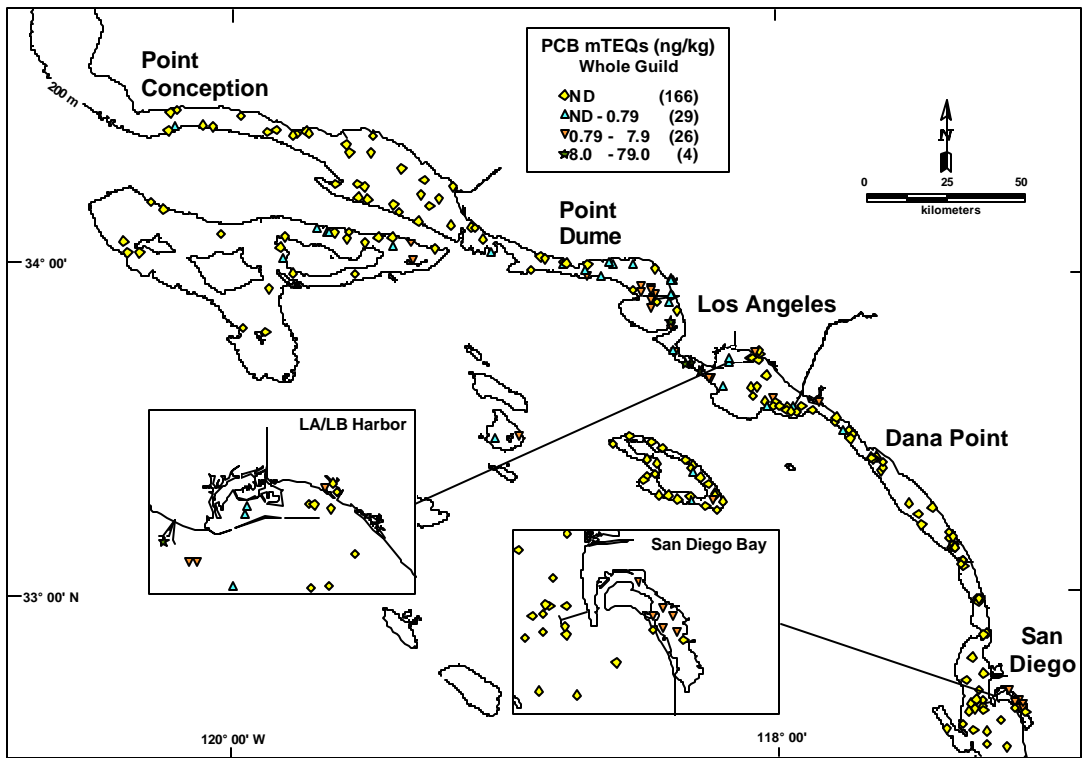 Point
Conception
200 m
PCB mTEQs (ng/kg)
Whole Guild
ND (166)
ND - 0.79 (29)
0.79 - 7.9 (26)
8.0 - 79.0 (4)
N
0 25 50
kilometers
Point
Dume
34° 00'
Los Angeles
LA/LB Harbor
Dana Point
San Diego Bay
33° 00' N
San
Diego
120° 00' W
118° 00'